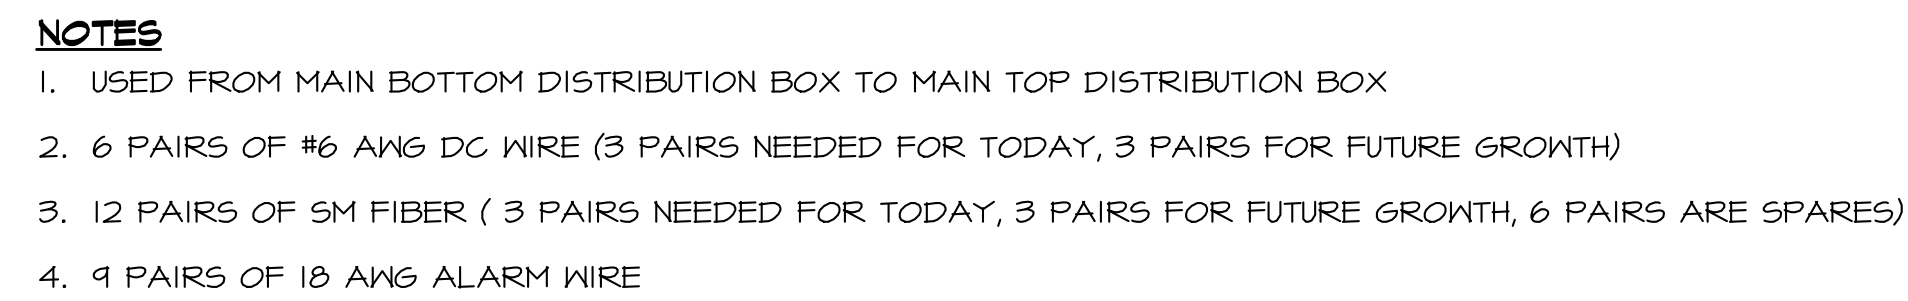 NOTES
1. USED FROM MAIN BOTTOM DISTRIBUTION BOX TO MAIN TOP DISTRIBUTION BOX
2. 6 PAIRS OF #6 AWG DC WIRE (3 PAIRS NEEDED FOR TODAY, 3 PAIRS FOR FUTURE GROWTH)
3. 12 PAIRS OF SM FIBER ( 3 PAIRS NEEDED FOR TODAY, 3 PAIRS FOR FUTURE GROWTH, 6 PAIRS ARE SPARES)
4. 9 PAIRS OF 18 AWG ALARM WIRE